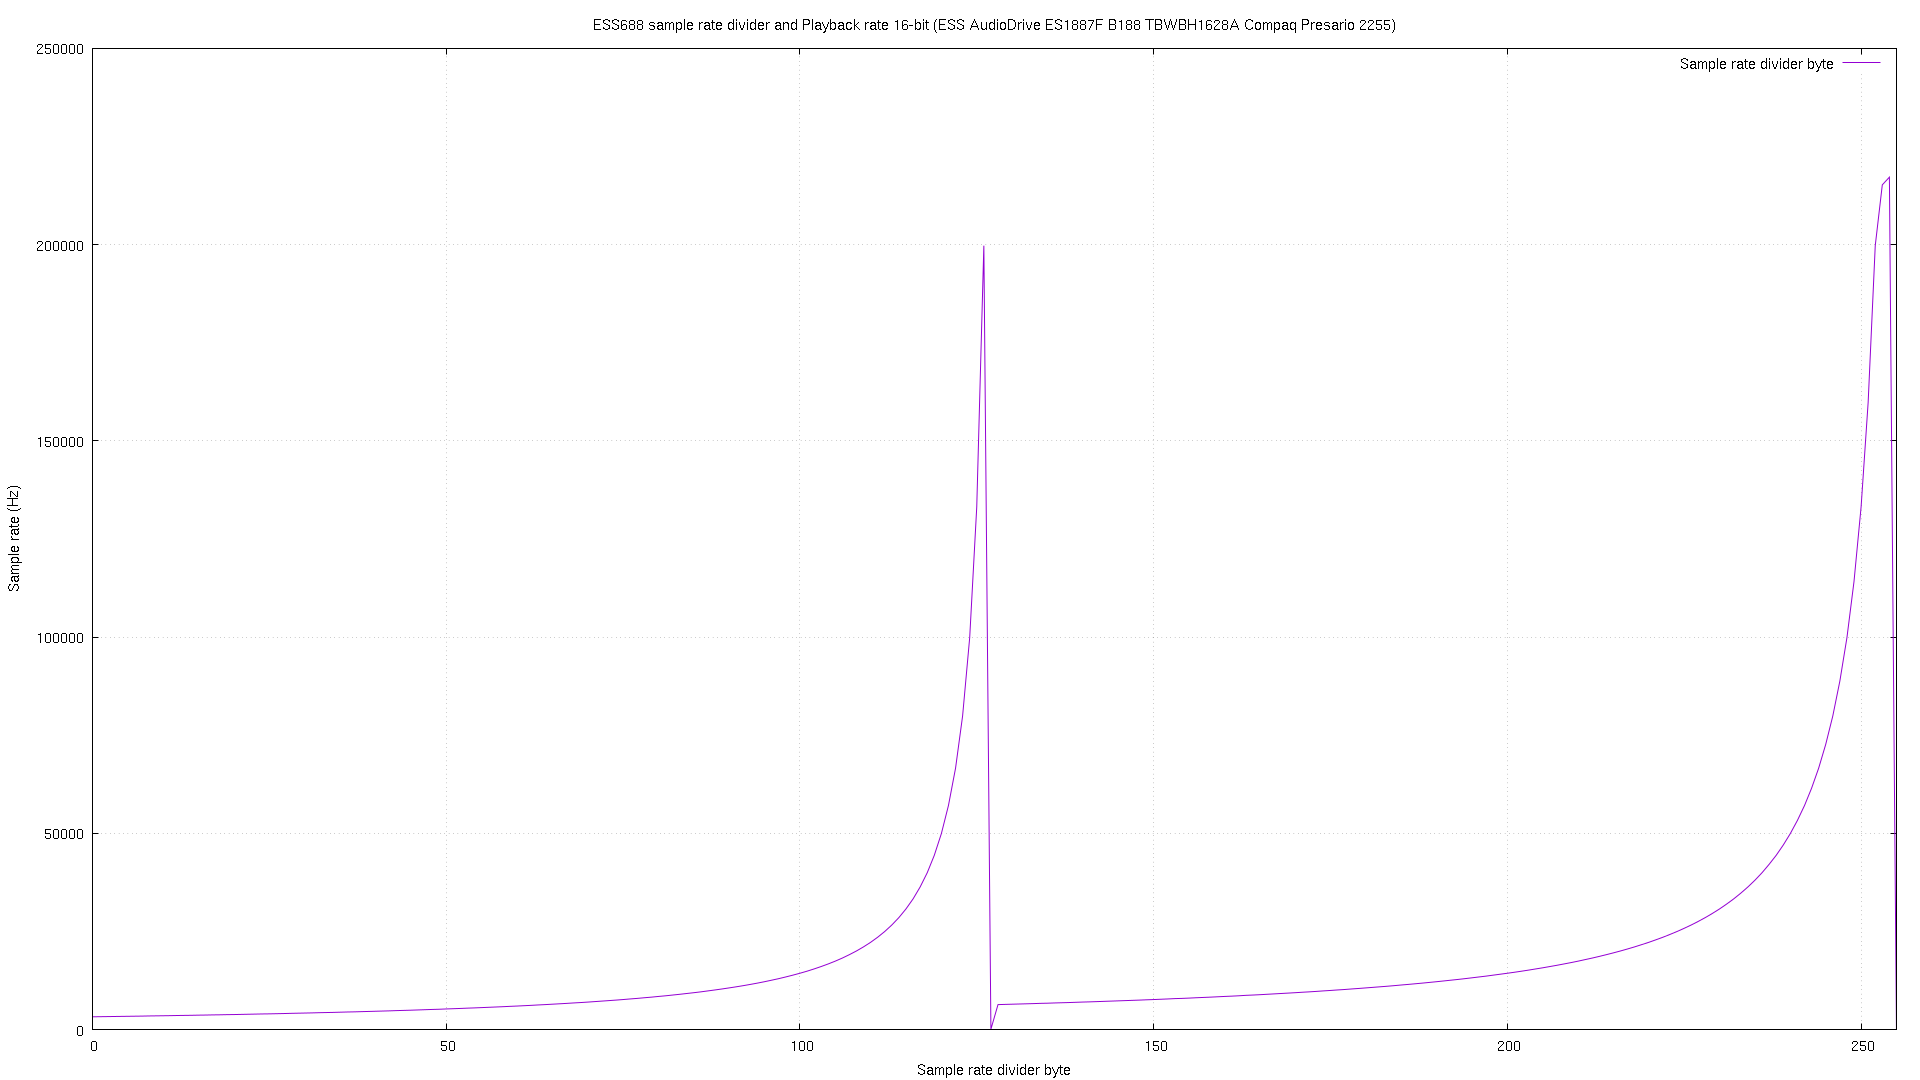 ESS688 sample rate divider and Playback rate 16-bit (ESS AudioDrive ES1887F B188 TBWBH1628A Compaq Presario 2255)
Sample rate divider byte
250000
200000
150000
100000
50000
0
Sample rate (Hz)
0 50 100 150 200 250
Sample rate divider byte